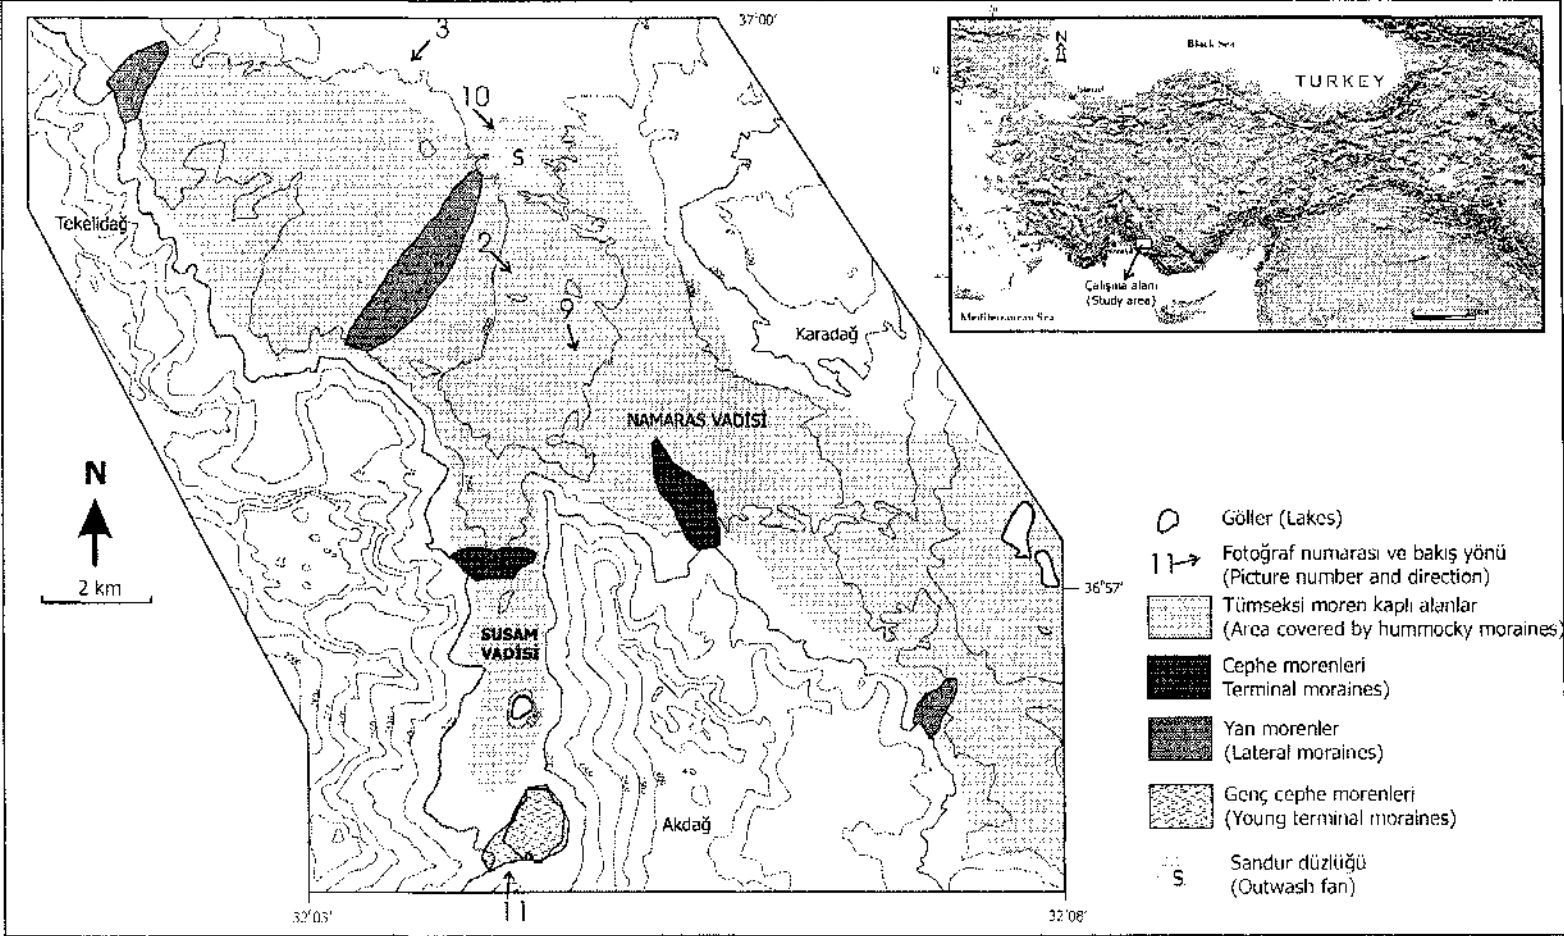 37°00'
3
10
S
2
9
Tekelidağ
Karadağ
NAMARAS VADİSİ
N
2 km
SUSAM
VADİSİ
Akdağ
11
36°57'
32°03'
32°08'
N
Black Sea
TURKEY
Çalışma alanı
(Study area)
Mediterranean Sea
Göller (Lakes)
11
Fotoğraf numarası ve bakış yönü
(Picture number and direction)
Tümseksi moren kaplı alanlar
(Area covered by hummocky moraines)
Cephe morenleri
Terminal moraines)
Yan morenler
(Lateral moraines)
Genç cephe morenleri
(Young terminal moraines)
S
Sandur düzlüğü
(Outwash fan)